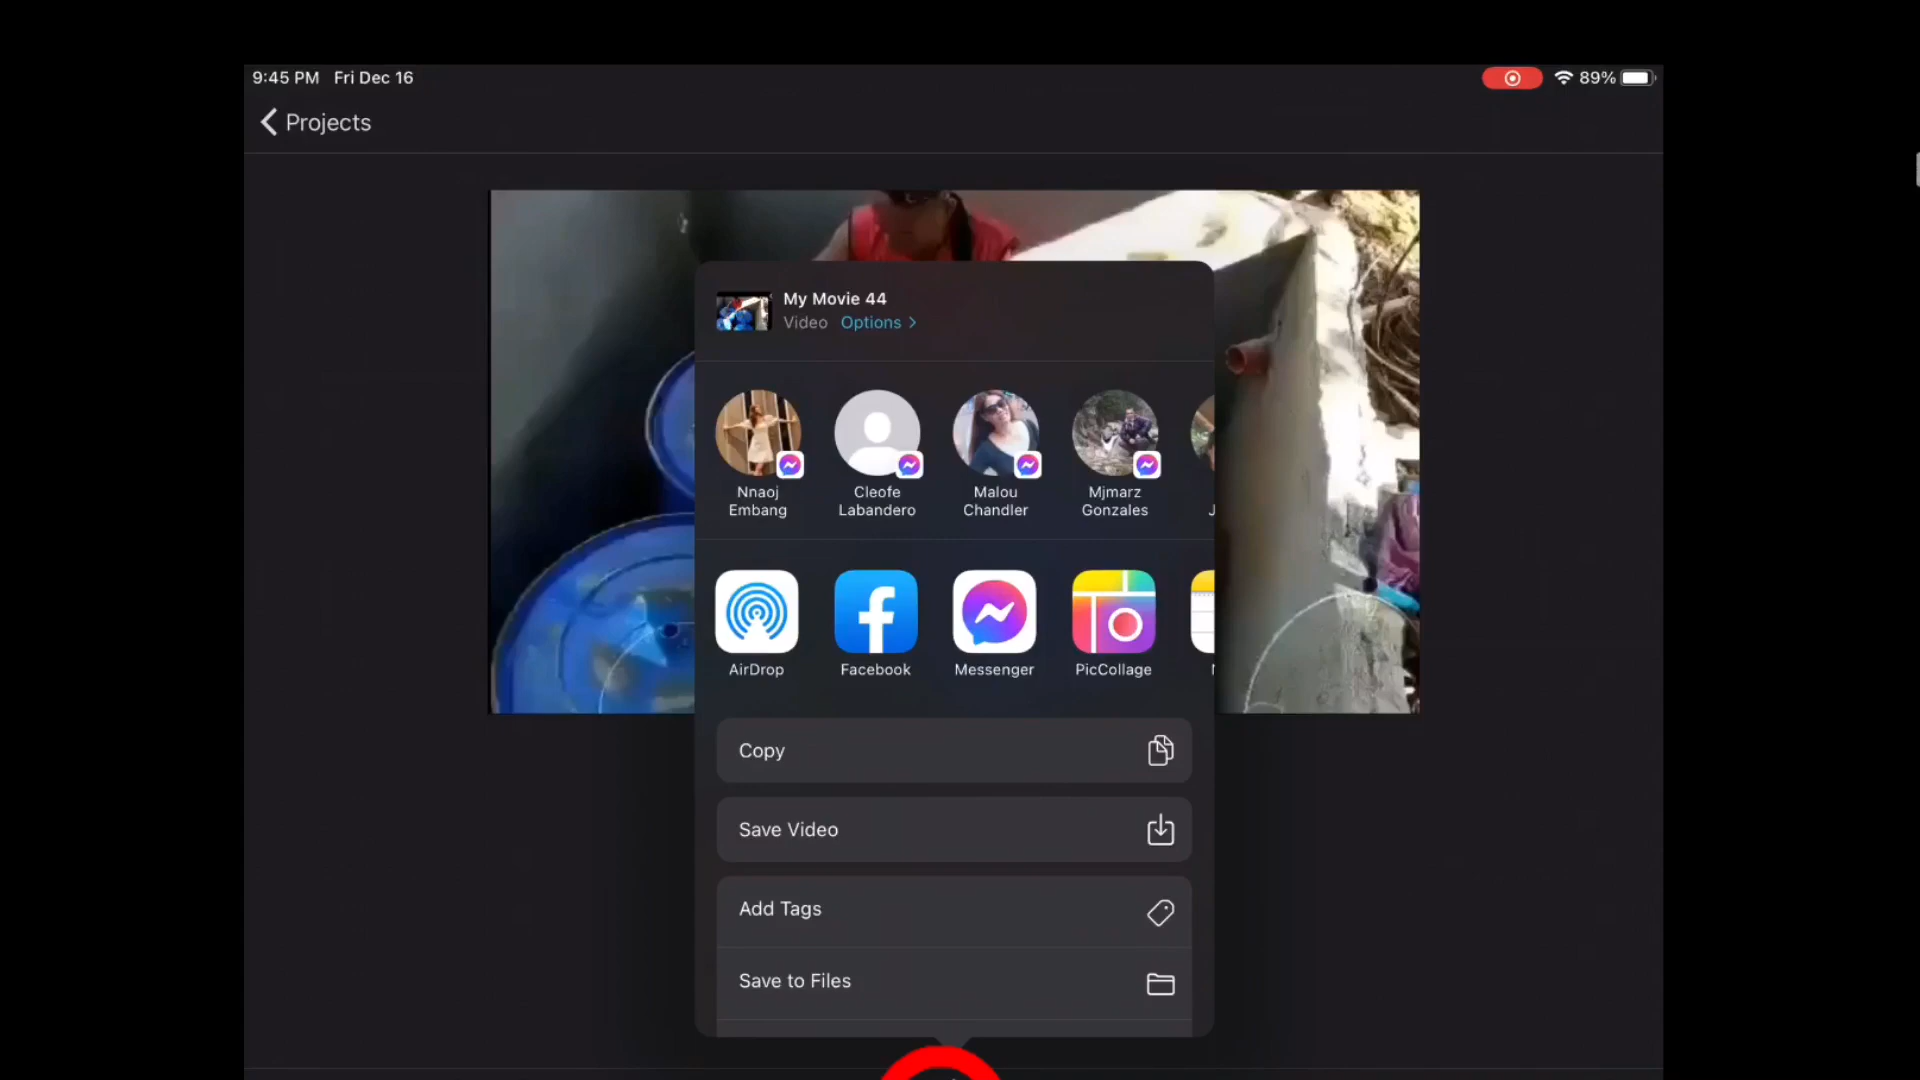 9:45 PM Fri Dec 16
89%
Projects
My Movie 44
Video Options >
Nnaoj
Embang
Cleofe
Labandero
Malou
Chandler
Mjmarz
Gonzales
AirDrop
Facebook
Messenger
PicCollage
Copy
Save Video
Add Tags
Save to Files